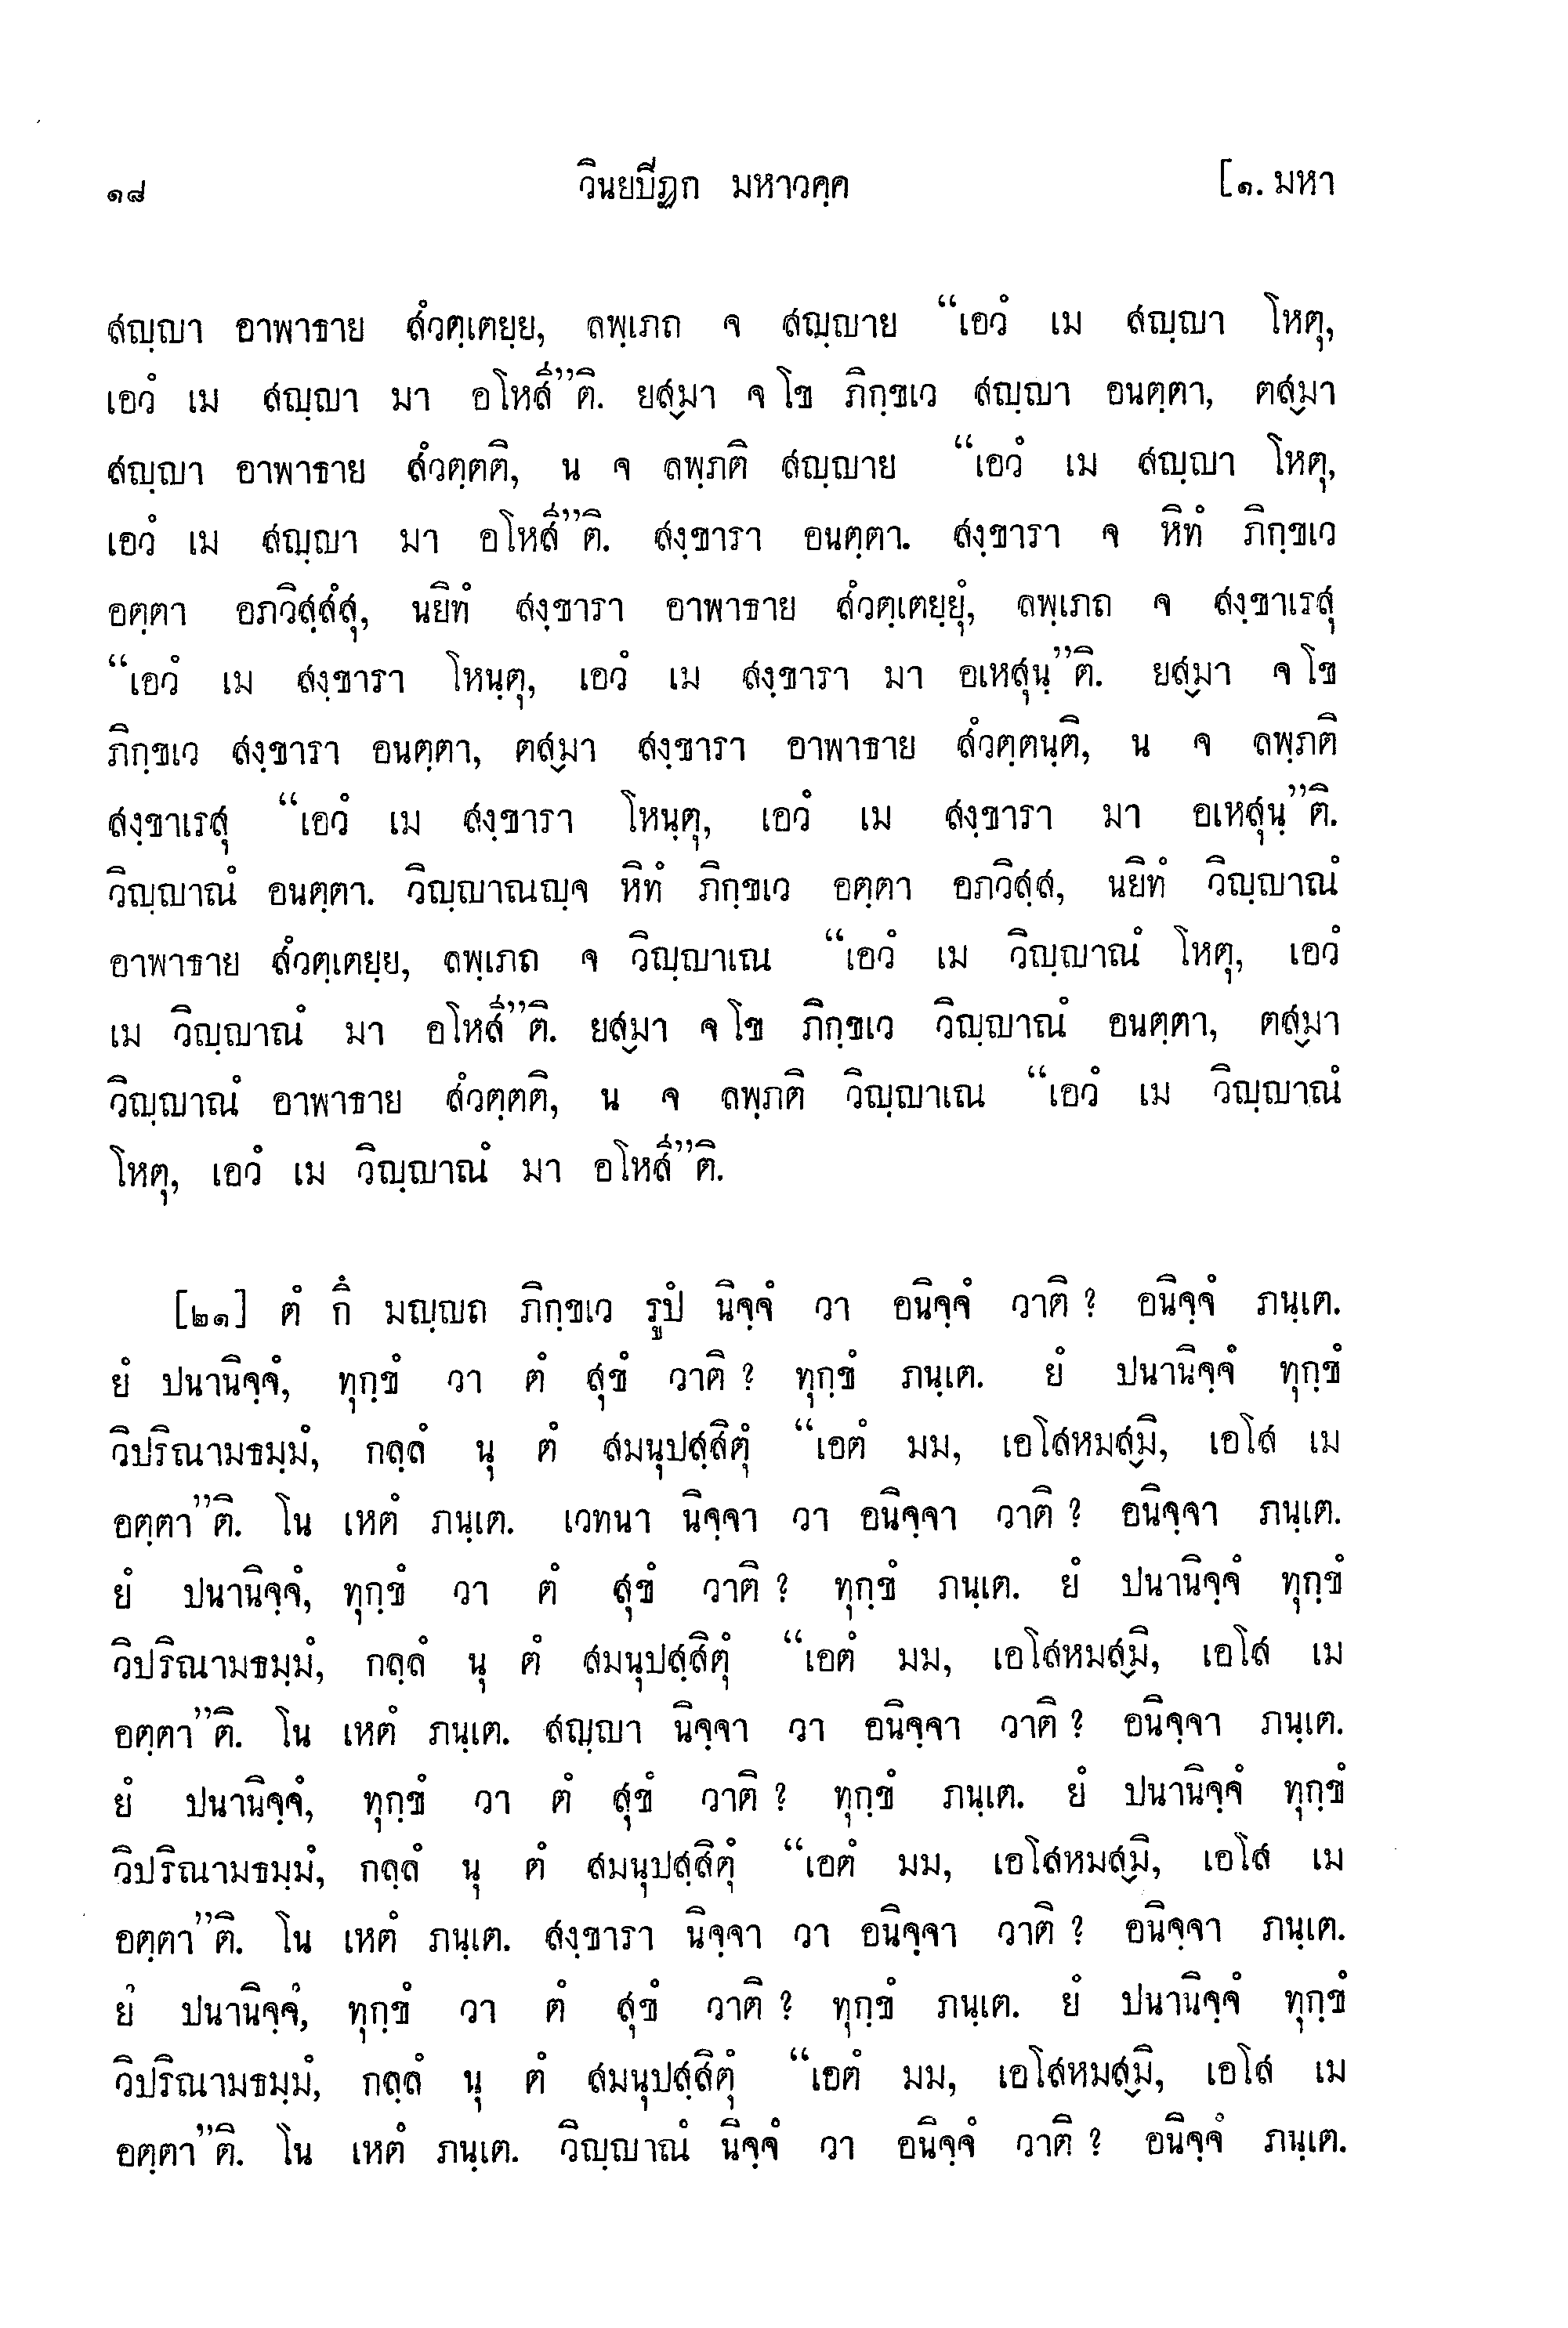 ๑๘ วินยปิฏก มหาวคฺค [๑. มหา
สญฺญา อาพาธาย สํวตฺเตยฺย, ลพฺเภถ จ สญฺญาย “เอวํ เม สญฺญา โหตุ,
เอวํ เม สญฺญา มา อโหสี”ติ. ยสฺมา จ โข ภิกฺขเว สญฺญา อนตฺตา, ตสฺมา
สญฺญา อาพาธาย สํวตฺตติ, น จ ลพฺภติ สญฺญาย “เอวํ เม สญฺญา โหตุ,
เอวํ เม สญฺญา มา อโหสี”ติ. สงฺขารา อนตฺตา. สงฺขารา จ หิทํ ภิกฺขเว
อตฺตา อภวิสฺสํสุ, นยิทํ สงฺขารา อาพาธาย สํวตฺเตยฺยุํ, ลพฺเภถ จ สงฺขาเรสุ
“เอวํ เม สงฺขารา โหนฺตุ, เอวํ เม สงฺขารา มา อเหสุนฺ”ติ. ยสฺมา จ โข
ภิกฺขเว สงฺขารา อนตฺตา, ตสฺมา สงฺขารา อาพาธาย สํวตฺตนฺติ, น จ ลพฺภติ
สงฺขาเรสุ “เอวํ เม สงฺขารา โหนฺตุ, เอวํ เม สงฺขารา มา อเหสุนฺ”ติ.
วิญฺญาณํ อนตฺตา. วิญฺญาณญฺจ หิทํ ภิกฺขเว อตฺตา อภวิสฺส, นยิทํ วิญฺญาณํ
อาพาธาย สํวตฺเตยฺย, ลพฺเภถ จ วิญฺญาเณ “เอวํ เม วิญฺญาณํ โหตุ, เอวํ
เม วิญฺญาณํ มา อโหสี”ติ. ยสฺมา จ โข ภิกฺขเว วิญฺญาณํ อนตฺตา, ตสฺมา
วิญฺญาณํ อาพาธาย สํวตฺตติ, น จ ลพฺภติ วิญฺญาเณ “เอวํ เม วิญฺญาณํ
โหตุ, เอวํ เม วิญฺญาณํ มา อโหสี”ติ.
[๒๑] ตํ กึ มญฺญถ ภิกฺขเว รูปํ นิจฺจํ วา อนิจฺจํ วาติ ? อนิจฺจํ ภนฺเต.
ยํ ปนานิจฺจํ, ทุกฺขํ วา ตํ สุขํ วาติ ? ทุกฺขํ ภนฺเต. ยํ ปนานิจฺจํ ทุกฺขํ
วิปริณามธมฺมํ, กลฺลํ นุ ตํ สมนุปสฺสิตุํ “เอตํ มม, เอโสหมสฺมิ, เอโส เม
อตฺตา”ติ. โน เหตํ ภนฺเต. เวทนา นิจฺจา วา อนิจฺจา วาติ ? อนิจฺจา ภนฺเต.
ยํ ปนานิจฺจํ, ทุกฺขํ วา ตํ สุขํ วาติ ? ทุกฺขํ ภนฺเต. ยํ ปนานิจฺจํ ทุกฺขํ
วิปริณามธมฺมํ, กลฺลํ นุ ตํ สมนุปสฺสิตุํ “เอตํ มม, เอโสหมสฺมิ, เอโส เม
อตฺตา”ติ. โน เหตํ ภนฺเต. สญฺญา นิจฺจา วา อนิจฺจา วาติ ? อนิจฺจา ภนฺเต.
ยํ ปนานิจฺจํ, ทุกฺขํ วา ตํ สุขํ วาติ ? ทุกฺขํ ภนฺเต. ยํ ปนานิจฺจํ ทุกฺขํ
วิปริณามธมฺมํ, กลฺลํ นุ ตํ สมนุปสฺสิตุํ “เอตํ มม, เอโสหมสฺมิ, เอโส เม
อตฺตา”ติ. โน เหตํ ภนฺเต. สงฺขารา นิจฺจา วา อนิจฺจา วาติ ? อนิจฺจา ภนฺเต.
ยํ ปนานิจฺจํ, ทุกฺขํ วา ตํ สุขํ วาติ ? ทุกฺขํ ภนฺเต. ยํ ปนานิจฺจํ ทุกฺขํ
วิปริณามธมฺมํ, กลฺลํ นุ ตํ สมนุปสฺสิตุํ “เอตํ มม, เอโสหมสฺมิ, เอโส เม
อตฺตา”ติ. โน เหตํ ภนฺเต. วิญฺญาณํ นิจฺจํ วา อนิจฺจํ วาติ ? อนิจฺจํ ภนฺเต.